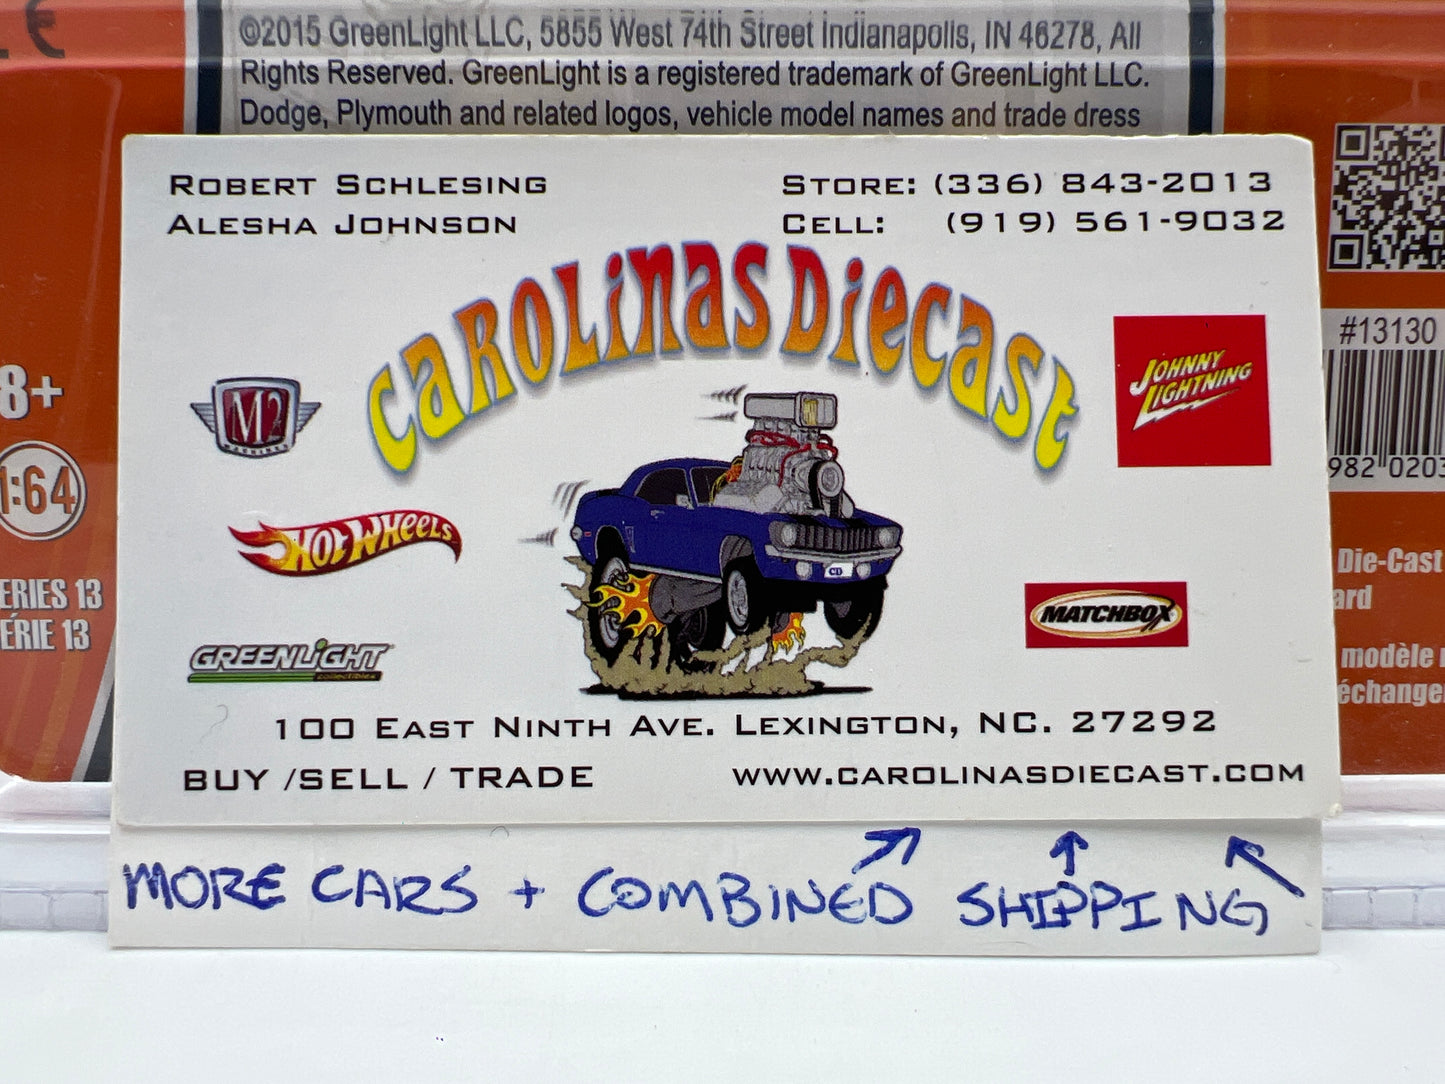 ©2015 GreenLight LLC, 5855 West 74th Street Indianapolis, IN 46278, All
Rights Reserved. GreenLight is a registered trademark of GreenLight LLC.
Dodge, Plymouth and related logos, vehicle model names and trade dress
ROBERT SCHLESING
ALESHA JOHNSON
STORE: (336) 843-2013
CELL: (919) 561-9032
CAROLINAS DIECAST
M2
MACHINES
JOHNNY
LIGHTNING
HOT WHEELS
MATCHBOX
GREENLIGHT
collectibles
100 EAST NINTH AVE. LEXINGTON, NC. 27292
BUY /SELL / TRADE
WWW.CAROLINASDIECAST.COM
MORE CARS + COMBINED SHIPPING
8+
1:64
ERIES 13
ÉRIE 13
#13130
982 0203
Die-Cast
ard
modèle
échange